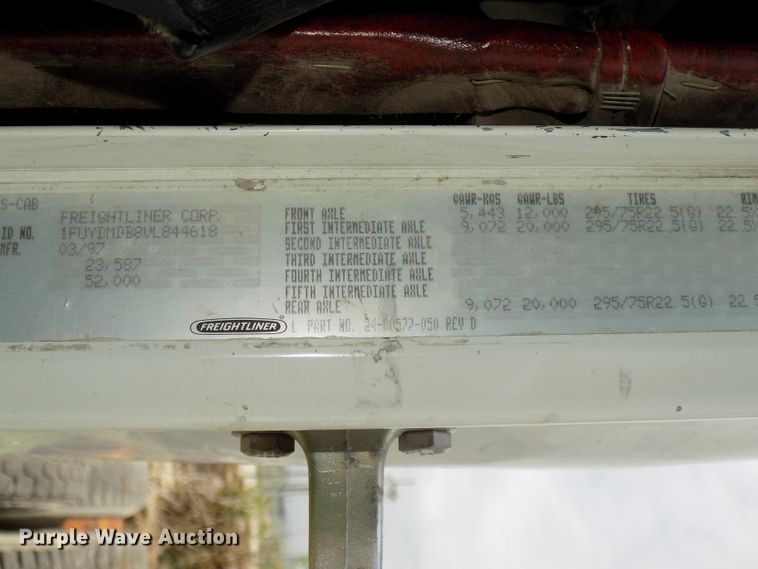 GAWR-KGS GAWR-LBS TIRES
S-CAB
FREIGHTLINER CORP. FRONT AXLE 5,443 12,000 295/75R22.5(G) 22.5X
ID NO. 1FUYDMDB8VL844618 FIRST INTERMEDIATE AXLE 9,072 20,000 295/75R22.5(G) 22.5X
MFR. 03/97 SECOND INTERMEDIATE AXLE
23,587 THIRD INTERMEDIATE AXLE
52,000 FOURTH INTERMEDIATE AXLE
FIFTH INTERMEDIATE AXLE
REAR AXLE 9,072 20,000 295/75R22.5(G) 22.5
FREIGHTLINER
L PART NO. 24-00577-050 REV D
Purple Wave Auction